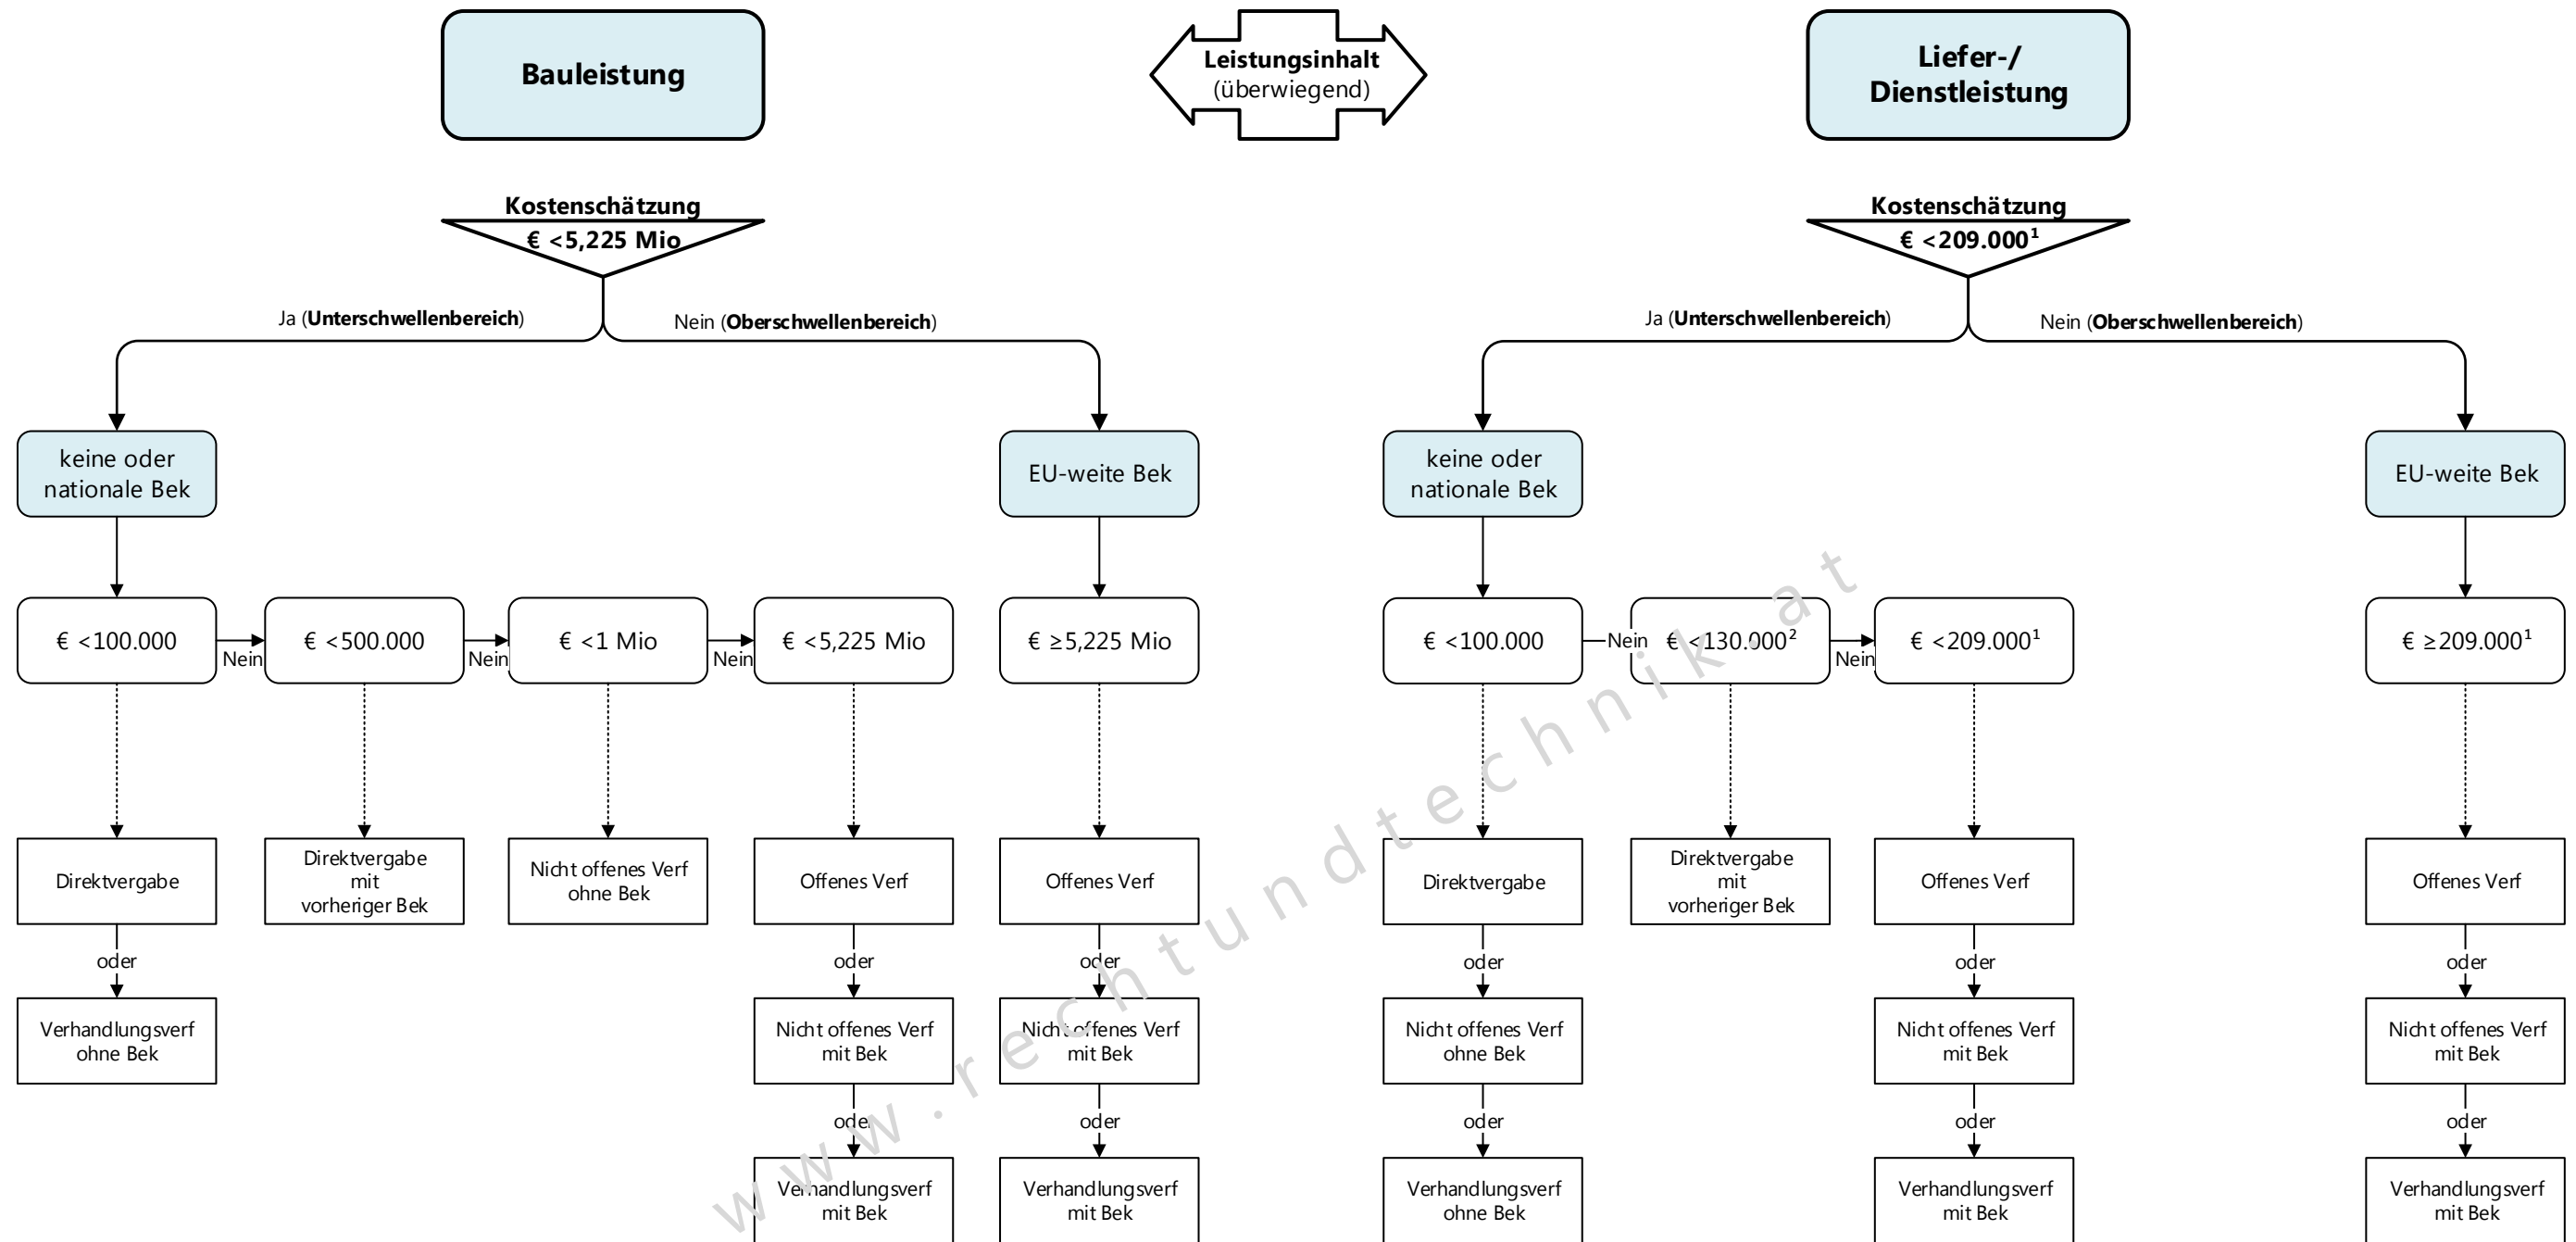 Bauleistung
Leistungsinhalt
(überwiegend)
Liefer-/
Dienstleistung
Kostenschätzung
€ <5,225 Mio
Kostenschätzung
€ <209.000¹
Ja (Unterschwellenbereich)
Nein (Oberschwellenbereich)
Ja (Unterschwellenbereich)
Nein (Oberschwellenbereich)
keine oder
nationale Bek
EU-weite Bek
keine oder
nationale Bek
EU-weite Bek
€ <100.000
Nein
€ <500.000
Nein
€ <1 Mio
Nein
€ <5,225 Mio
€ ≥5,225 Mio
€ <100.000
Nein
€ <130.000²
Nein
€ <209.000¹
€ ≥209.000¹
Direktvergabe
Direktvergabe
mit
vorheriger Bek
Nicht offenes Verf
ohne Bek
Offenes Verf
Offenes Verf
Direktvergabe
Direktvergabe
mit
vorheriger Bek
Offenes Verf
Offenes Verf
oder
oder
oder
oder
oder
oder
Verhandlungsverf
ohne Bek
Nicht offenes Verf
mit Bek
Nicht offenes Verf
mit Bek
Nicht offenes Verf
ohne Bek
Nicht offenes Verf
mit Bek
Nicht offenes Verf
mit Bek
oder
oder
oder
oder
oder
Verhandlungsverf
mit Bek
Verhandlungsverf
mit Bek
Verhandlungsverf
ohne Bek
Verhandlungsverf
mit Bek
Verhandlungsverf
mit Bek
www.rechtundtechnik.at